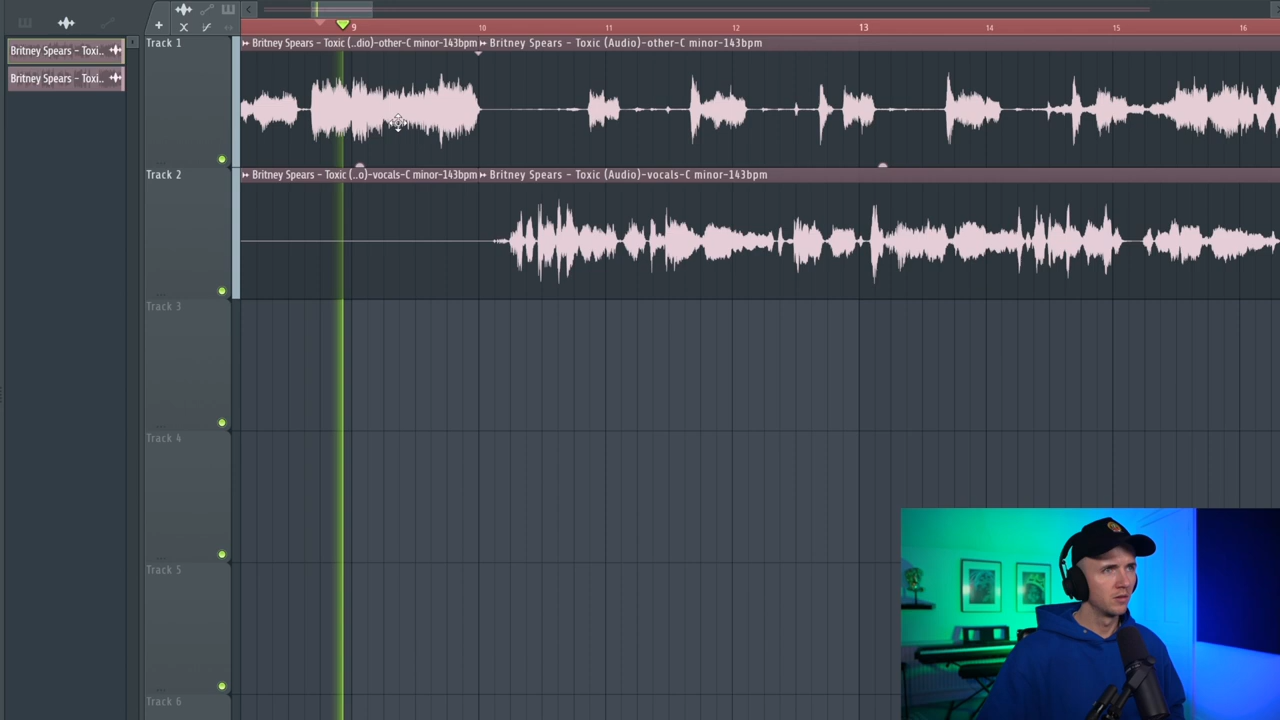 9 10 11 12 13 14 15 16
Britney Spears - Toxi..
Britney Spears - Toxi..
Track 1
Britney Spears - Toxic (..dio)-other-C minor-143bpm
Britney Spears - Toxic (Audio)-other-C minor-143bpm
Track 2
Britney Spears - Toxic (..o)-vocals-C minor-143bpm
Britney Spears - Toxic (Audio)-vocals-C minor-143bpm
Track 3
Track 4
Track 5
Track 6